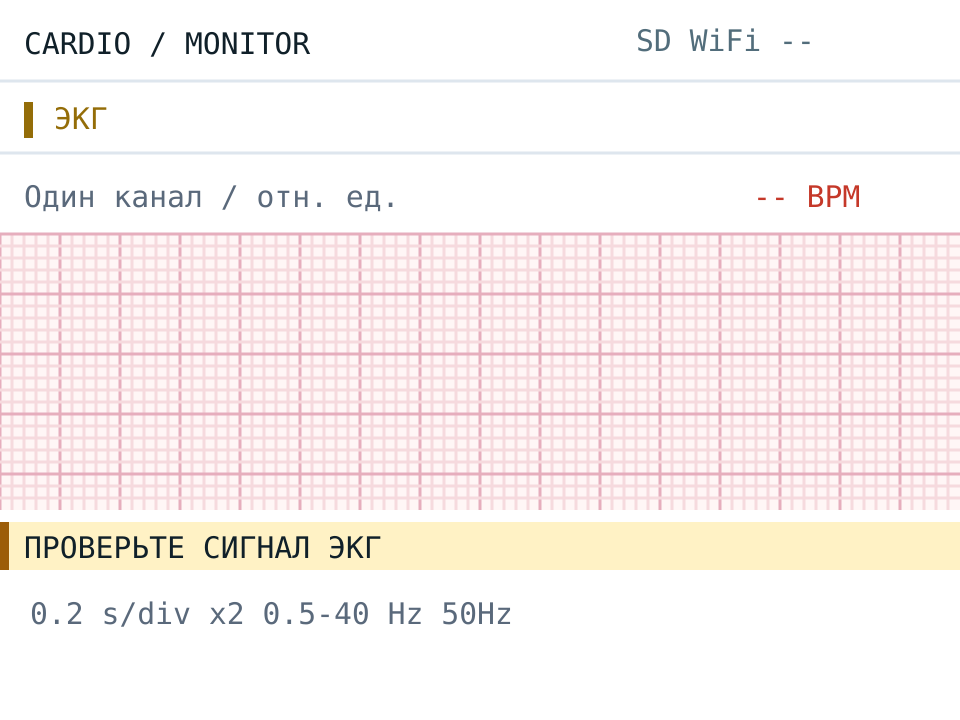 CARDIO / MONITOR
SD WiFi --
ЭКГ
Один канал / отн. ед.
-- BPM
ПРОВЕРЬТЕ СИГНАЛ ЭКГ
0.2 s/div x2 0.5-40 Hz 50Hz